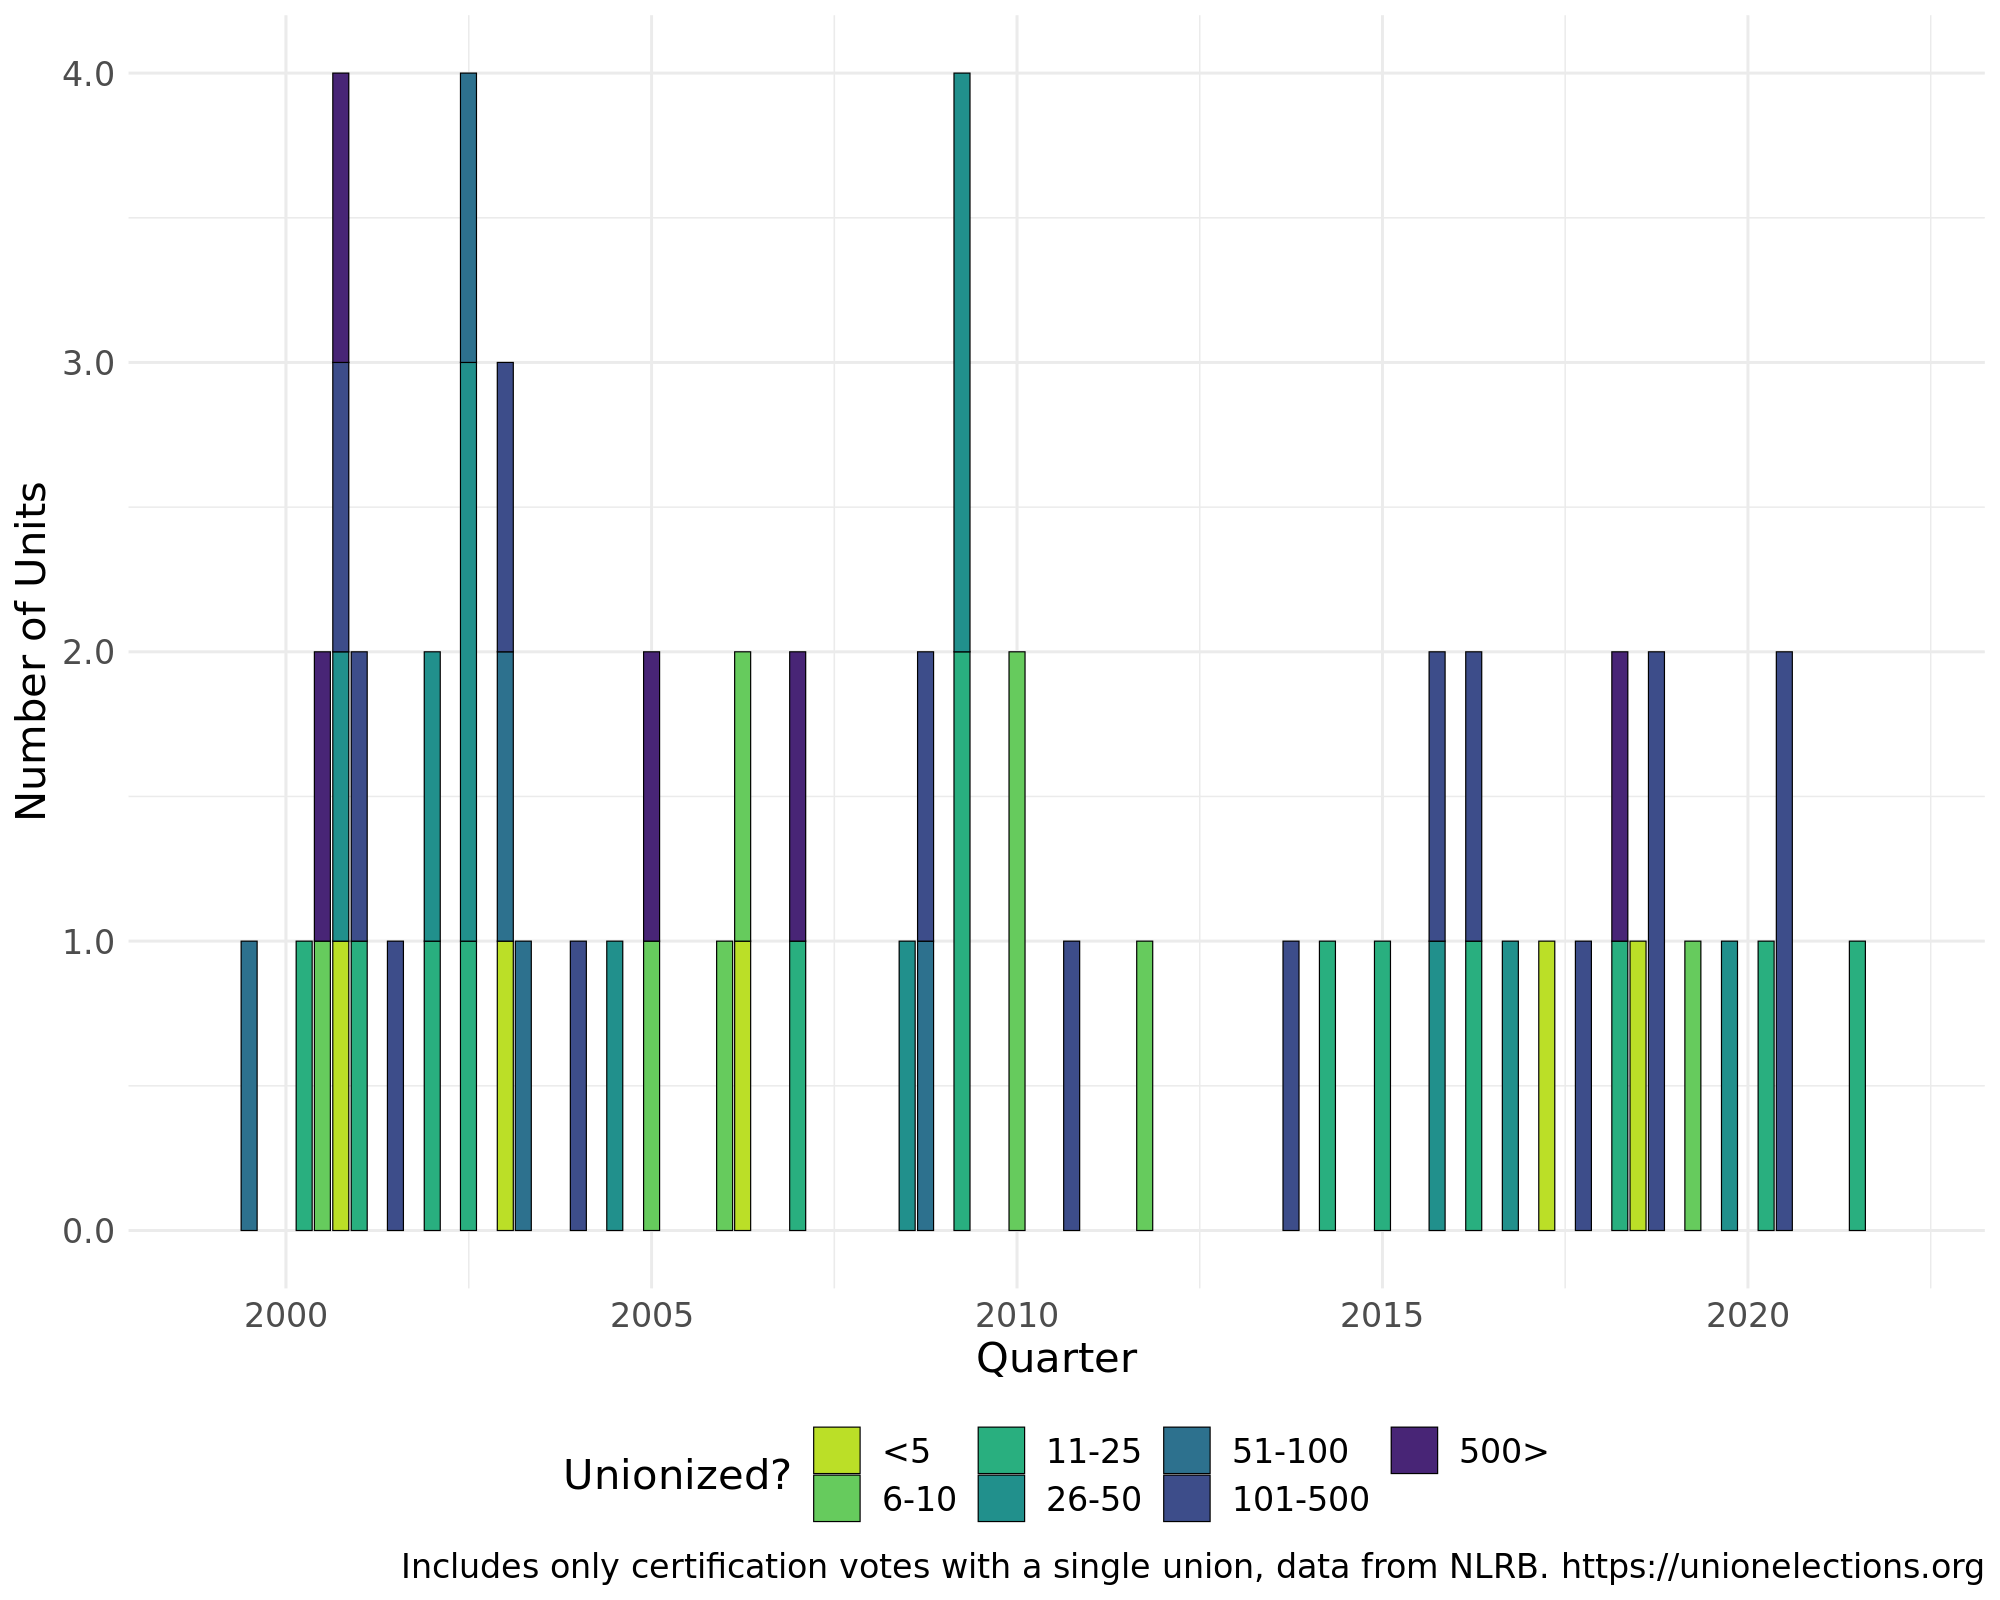 4.0
3.0
2.0
1.0
0.0
Number of Units
2000 2005 2010 2015 2020
Quarter
Unionized?
<5 11-25 51-100 500>
6-10 26-50 101-500
Includes only certification votes with a single union, data from NLRB. https://unionelections.org